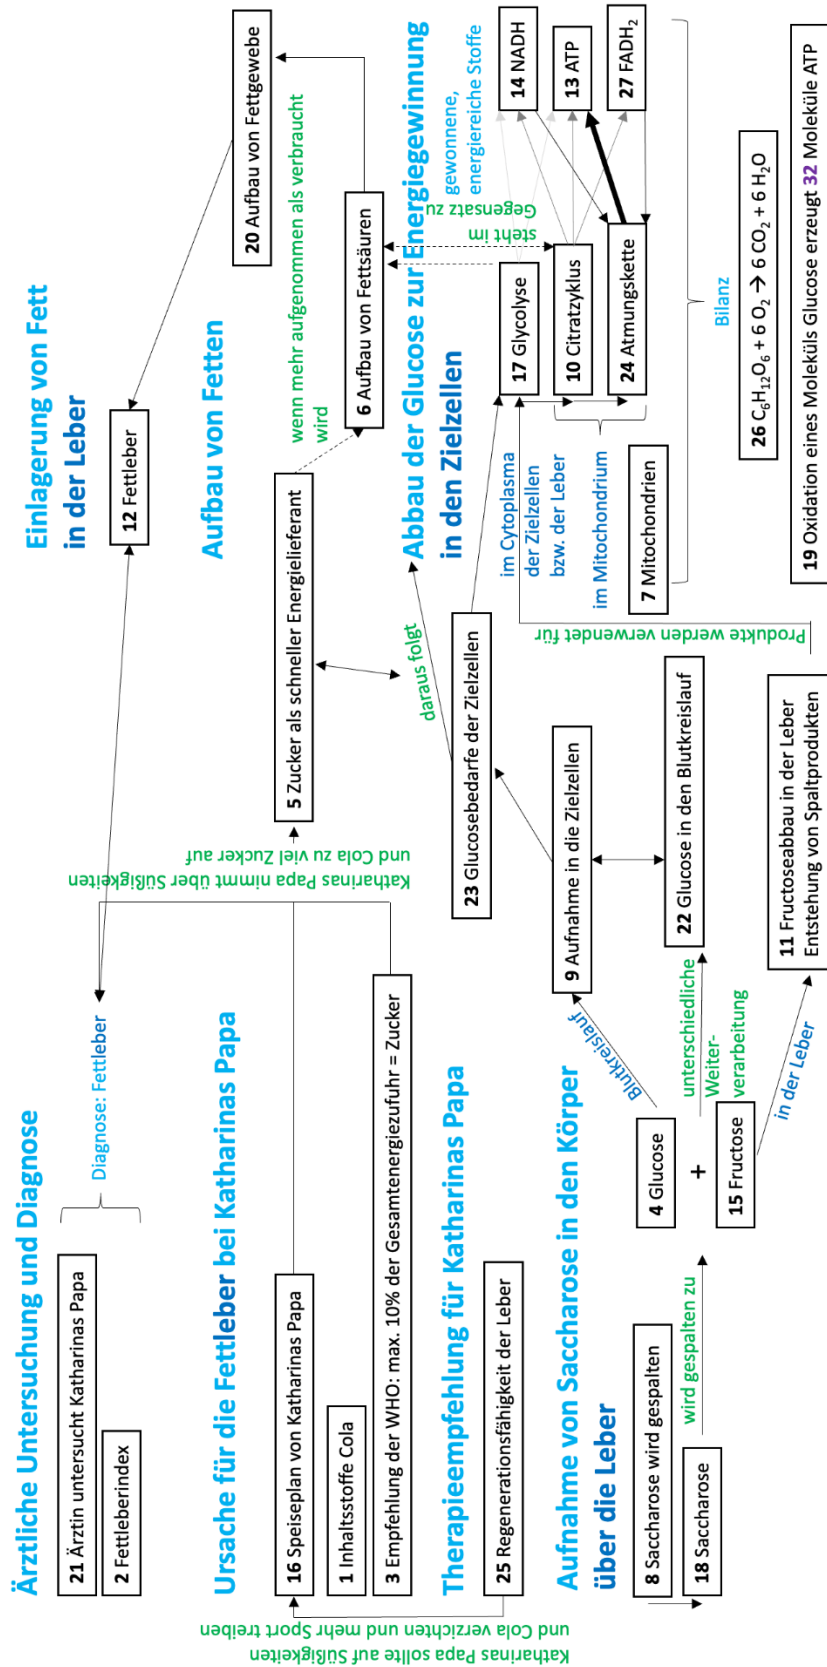 Ärztliche Untersuchung und Diagnose
21 Ärztin untersucht Katharinas Papa
2 Fettleberindex
Diagnose: Fettleber
Einlagerung von Fett
in der Leber
12 Fettleber
20 Aufbau von Fettgewebe
Ursache für die Fettleber bei Katharinas Papa
16 Speiseplan von Katharinas Papa
1 Inhaltsstoffe Cola
3 Empfehlung der WHO: max. 10% der Gesamtenergiezufuhr = Zucker
Katharinas Papa nimmt über Süßigkeiten
und Cola zu viel Zucker auf
Aufbau von Fetten
5 Zucker als schneller Energielieferant
wenn mehr aufgenommen als verbraucht
wird
6 Aufbau von Fettsäuren
Katharinas Papa sollte auf Süßigkeiten
und Cola verzichten und mehr Sport treiben
Therapieempfehlung für Katharinas Papa
25 Regenerationsfähigkeit der Leber
Abbau der Glucose zur Energiegewinnung
in den Zielzellen
daraus folgt
23 Glucosebedarfe der Zielzellen
steht im
Gegensatz zu
gewonnene,
energiereiche Stoffe
im Cytoplasma
der Zielzellen
bzw. der Leber
17 Glycolyse
14 NADH
10 Citratzyklus
13 ATP
im Mitochondrium
24 Atmungskette
27 FADH₂
7 Mitochondrien
Bilanz
26 C₆H₁₂O₆ + 6 O₂ → 6 CO₂ + 6 H₂O
19 Oxidation eines Moleküls Glucose erzeugt 32 Moleküle ATP
Aufnahme von Saccharose in den Körper
über die Leber
8 Saccharose wird gespalten
18 Saccharose
wird gespalten zu
4 Glucose
+
15 Fructose
Blutkreislauf
9 Aufnahme in die Zielzellen
unterschiedliche
Weiter-
verarbeitung
22 Glucose in den Blutkreislauf
in der Leber
11 Fructoseabbau in der Leber
Entstehung von Spaltprodukten
Produkte werden verwendet für